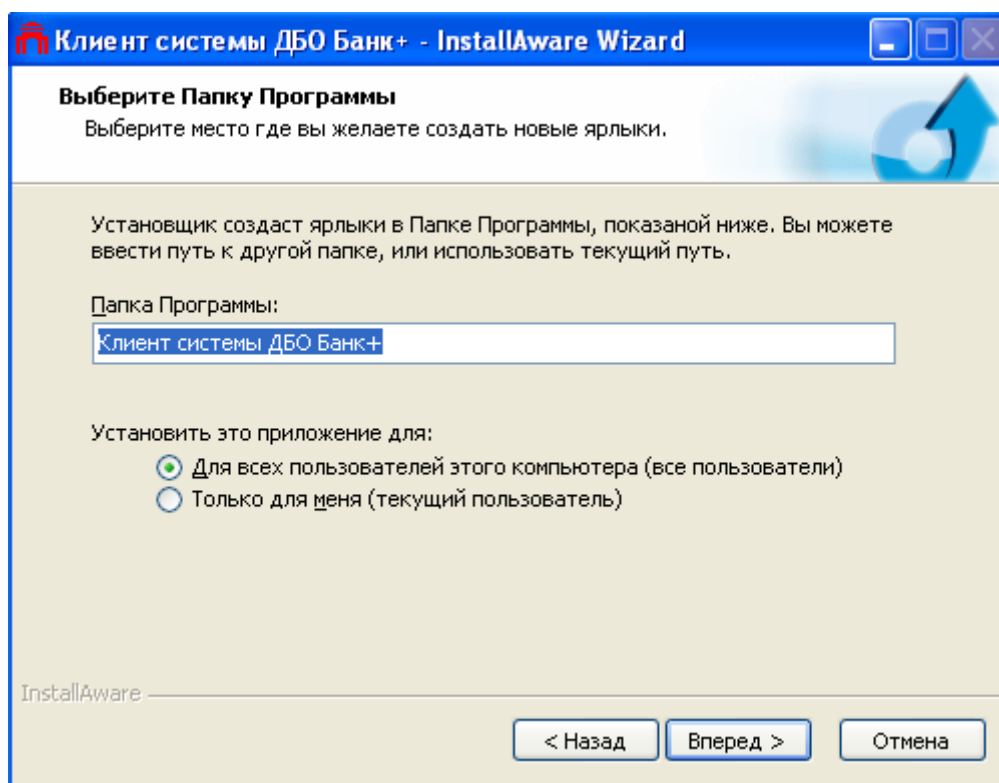 Клиент системы ДБО Банк+ - InstallAware Wizard
Выберите Папку Программы
Выберите место где вы желаете создать новые ярлыки.
Установщик создаст ярлыки в Папке Программы, показаной ниже. Вы можете
ввести путь к другой папке, или использовать текущий путь.
Папка Программы:
Клиент системы ДБО Банк+
Установить это приложение для:
Для всех пользователей этого компьютера (все пользователи)
Только для меня (текущий пользователь)
InstallAware
< Назад Вперед > Отмена